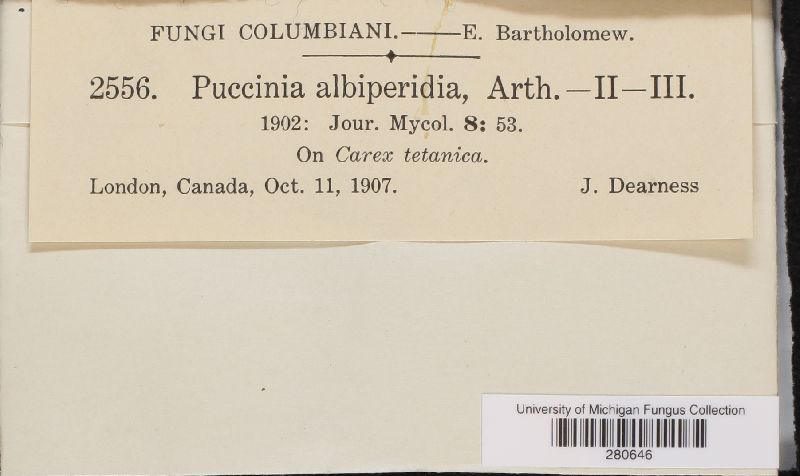 FUNGI COLUMBIANI.——E. Bartholomew.
2556. Puccinia albiperidia, Arth.—II—III.
1902: Jour. Mycol. 8: 53.
On Carex tetanica.
London, Canada, Oct. 11, 1907. J. Dearness
University of Michigan Fungus Collection
280646